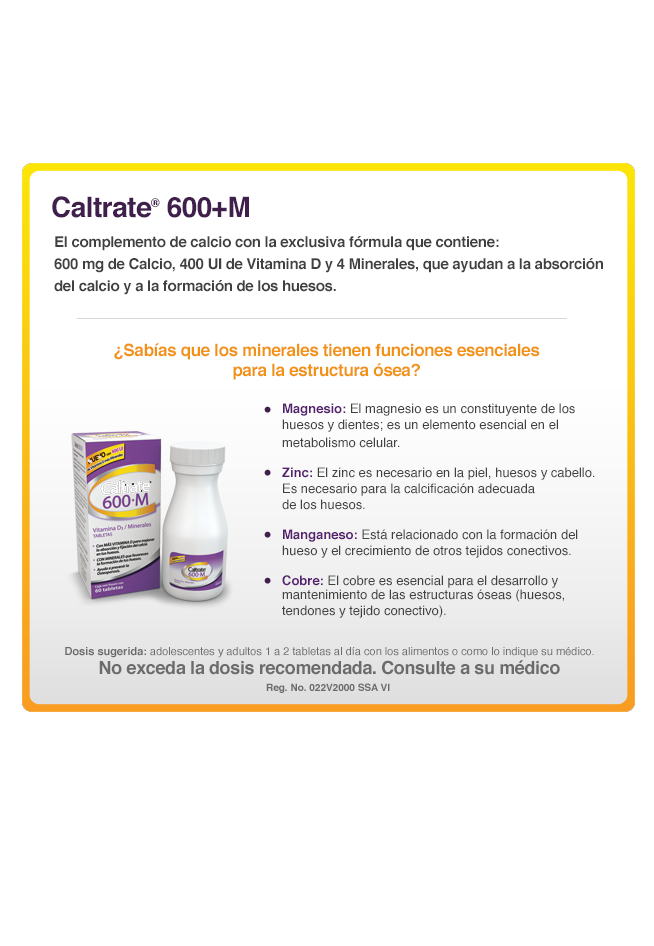 Caltrate® 600+M
El complemento de calcio con la exclusiva fórmula que contiene:
600 mg de Calcio, 400 UI de Vitamina D y 4 Minerales, que ayudan a la absorción
del calcio y a la formación de los huesos.
¿Sabías que los minerales tienen funciones esenciales
para la estructura ósea?
• Magnesio: El magnesio es un constituyente de los
huesos y dientes; es un elemento esencial en el
metabolismo celular.
• Zinc: El zinc es necesario en la piel, huesos y cabello.
Es necesario para la calcificación adecuada
de los huesos.
• Manganeso: Está relacionado con la formación del
hueso y el crecimiento de otros tejidos conectivos.
• Cobre: El cobre es esencial para el desarrollo y
mantenimiento de las estructuras óseas (huesos,
tendones y tejido conectivo).
Caltrate
600·M
Vitamina D3 / Minerales
TABLETAS
60 tabletas
Caltrate
600·M
Dosis sugerida: adolescentes y adultos 1 a 2 tabletas al día con los alimentos o como lo indique su médico.
No exceda la dosis recomendada. Consulte a su médico
Reg. No. 022V2000 SSA VI